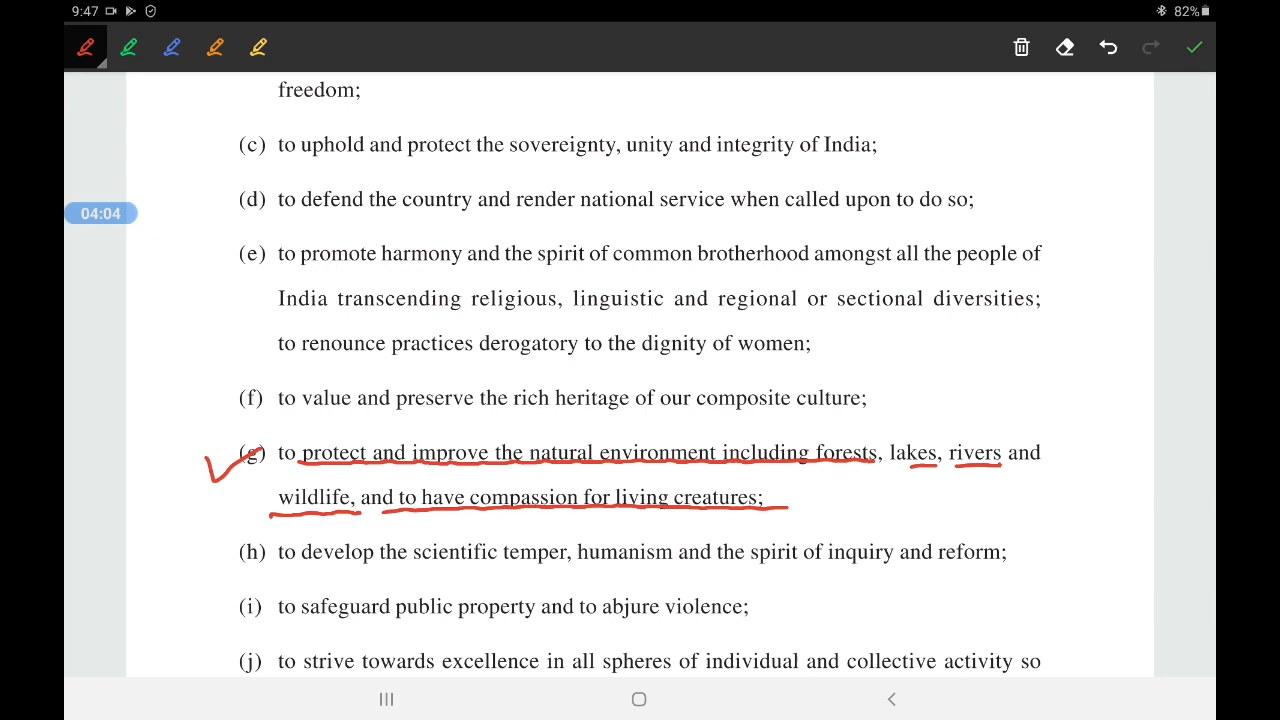 9:47
82%
freedom;
(c) to uphold and protect the sovereignty, unity and integrity of India;
(d) to defend the country and render national service when called upon to do so;
04:04
(e) to promote harmony and the spirit of common brotherhood amongst all the people of
India transcending religious, linguistic and regional or sectional diversities;
to renounce practices derogatory to the dignity of women;
(f) to value and preserve the rich heritage of our composite culture;
(g) to protect and improve the natural environment including forests, lakes, rivers and
wildlife, and to have compassion for living creatures;
(h) to develop the scientific temper, humanism and the spirit of inquiry and reform;
(i) to safeguard public property and to abjure violence;
(j) to strive towards excellence in all spheres of individual and collective activity so